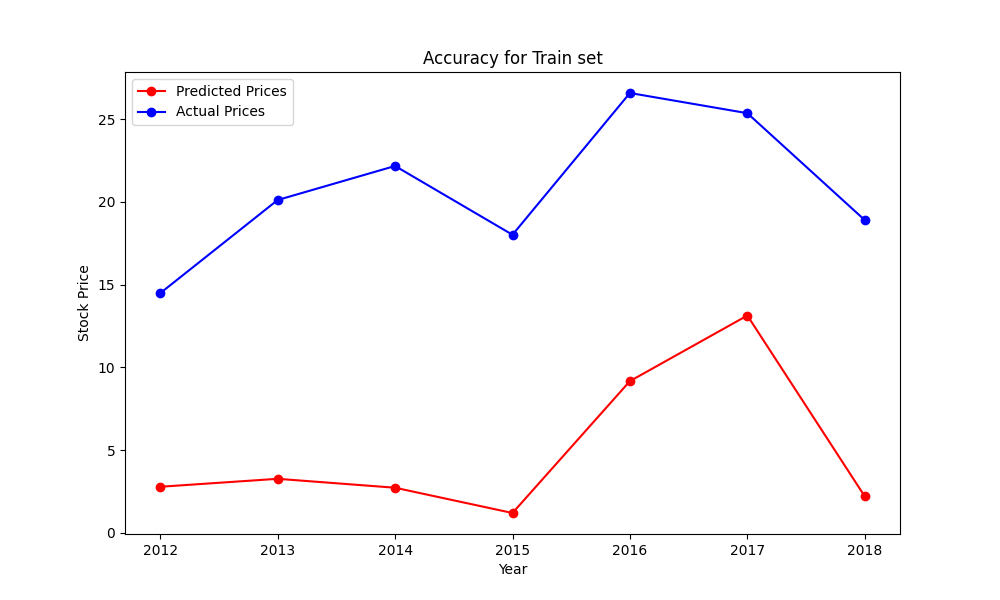 Accuracy for Train set
Predicted Prices
Actual Prices
25
20
15
10
5
0
Stock Price
2012 2013 2014 2015 2016 2017 2018
Year